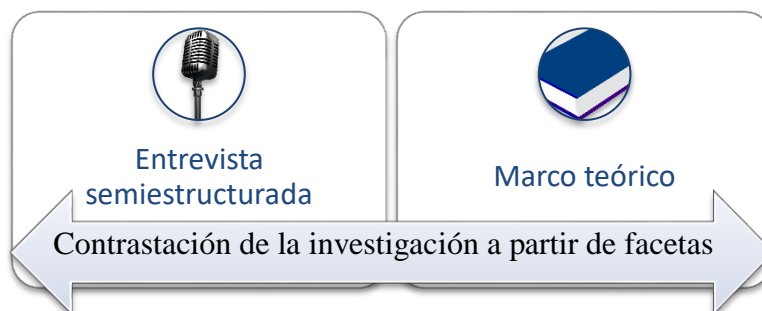 Entrevista
semiestructurada
Marco teórico
Contrastación de la investigación a partir de facetas